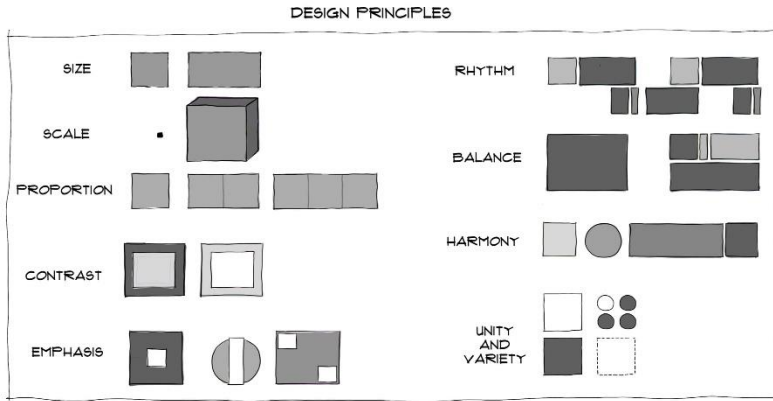 DESIGN PRINCIPLES
SIZE
SCALE
PROPORTION
CONTRAST
EMPHASIS
RHYTHM
BALANCE
HARMONY
UNITY
AND
VARIETY